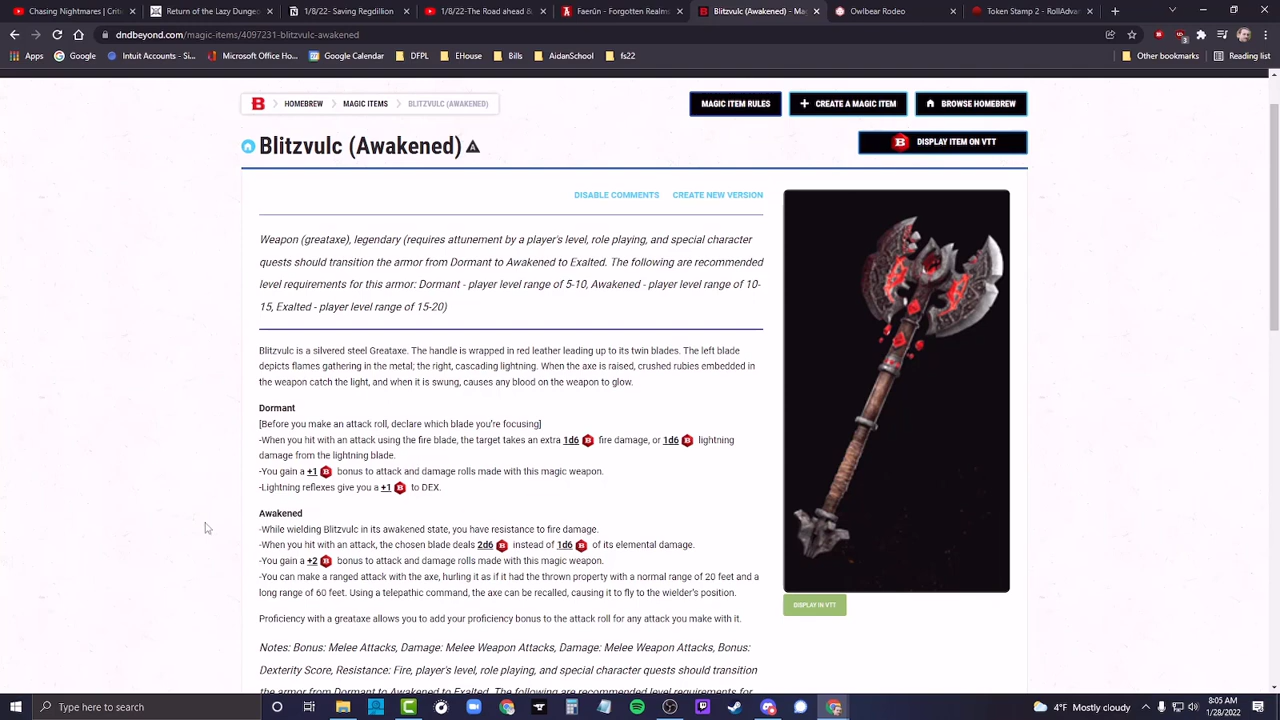 Chasing Nightmares | Critic
Return of the Lazy Dungeo
1/8/22: Saving Regillidon
1/8/22: The Road ahead &
Faerûn - Forgotten Realms
Blitzvulc (Awakened) - Mag
Owlbear Rodeo
Token Stamp - RollAdvan
dndbeyond.com/magic-items/4097231-blitzvulc-awakened
Apps
Google
Intuit Accounts - Si...
Google Calendar
AidanSchool
fs22
Other bookmarks
Reading list
HOMEBREW
MAGIC ITEMS
BLITZVULC (AWAKENED)
MAGIC ITEM RULES
CREATE A MAGIC ITEM
BROWSE HOMEBREW
Blitzvulc (Awakened)
DISPLAY ITEM ON VTT
DISABLE COMMENTS
CREATE NEW VERSION
Weapon (greataxe), legendary (requires attunement by a player's level, role playing, and special character
quests should transition the armor from Dormant to Awakened to Exalted. The following are recommended
level requirements for this armor: Dormant - player level range of 5-10, Awakened - player level range of 10-
15, Exalted - player level range of 15-20)
Blitzvulc is a silvered steel Greataxe. The handle is wrapped in red leather leading up to its twin blades. The left blade
depicts flames gathering in the metal; the right, cascading lightning. When the axe is raised, crushed rubies embedded in
the weapon catch the light, and when it is swung, causes any blood on the weapon to glow.
Dormant
[Before you make an attack roll, declare which blade you're focusing]
-When you hit with an attack using the fire blade, the target takes an extra 1d6 fire damage, or 1d6 lightning
damage from the lightning blade.
-You gain a +1 bonus to attack and damage rolls made with this magic weapon.
-Lightning reflexes give you a +1 to DEX.
Awakened
-While wielding Blitzvulc in its awakened state, you have resistance to fire damage.
-When you hit with an attack, the chosen blade deals 2d6 instead of 1d6 of its elemental damage.
-You gain a +2 bonus to attack and damage rolls made with this magic weapon.
-You can make a ranged attack with the axe, hurling it as if it had the thrown property with a normal range of 20 feet and a
long range of 60 feet. Using a telepathic command, the axe can be recalled, causing it to fly to the wielder's position.
DISPLAY IN VTT
Proficiency with a greataxe allows you to add your proficiency bonus to the attack roll for any attack you make with it.
Notes: Bonus: Melee Attacks, Damage: Melee Weapon Attacks, Damage: Melee Weapon Attacks, Bonus:
Dexterity Score, Resistance: Fire, player's level, role playing, and special character quests should transition
the armor from Dormant to Awakened to Exalted. The following are recommended level requirements for
Type here to search
4°F Mostly cloudy
8:05 AM
1/28/2022